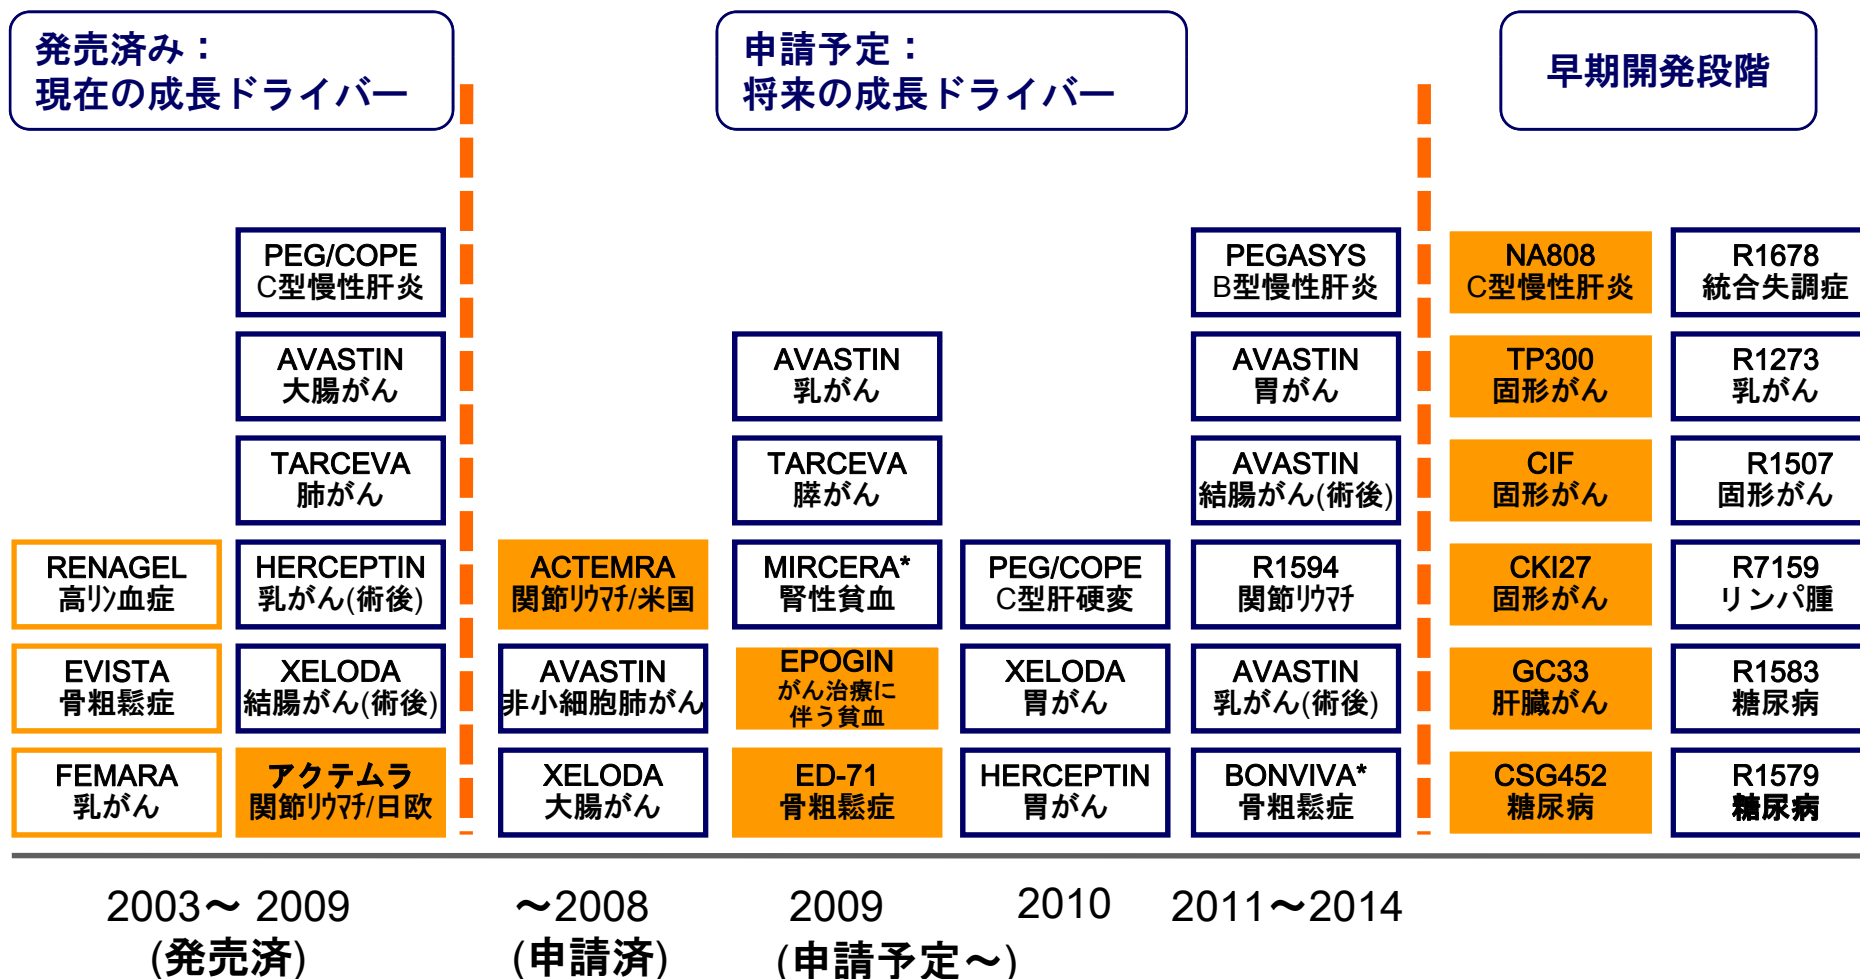 発売済み：
現在の成長ドライバー
申請予定：
将来の成長ドライバー
早期開発段階
RENAGEL
高リン血症
EVISTA
骨粗鬆症
FEMARA
乳がん
PEG/COPE
C型慢性肝炎
AVASTIN
大腸がん
TARCEVA
肺がん
HERCEPTIN
乳がん(術後)
XELODA
結腸がん(術後)
アクテムラ
関節リウマチ/日欧
ACTEMRA
関節リウマチ/米国
AVASTIN
非小細胞肺がん
XELODA
大腸がん
AVASTIN
乳がん
TARCEVA
膵がん
MIRCERA*
腎性貧血
EPOGIN
がん治療に
伴う貧血
ED-71
骨粗鬆症
PEG/COPE
C型肝硬変
XELODA
胃がん
HERCEPTIN
胃がん
PEGASYS
B型慢性肝炎
AVASTIN
胃がん
AVASTIN
結腸がん(術後)
R1594
関節リウマチ
AVASTIN
乳がん(術後)
BONVIVA*
骨粗鬆症
NA808
C型慢性肝炎
TP300
固形がん
CIF
固形がん
CKI27
固形がん
GC33
肝臓がん
CSG452
糖尿病
R1678
統合失調症
R1273
乳がん
R1507
固形がん
R7159
リンパ腫
R1583
糖尿病
R1579
糖尿病
2003～ 2009
(発売済)
～2008
(申請済)
2009
(申請予定～)
2010
2011～2014